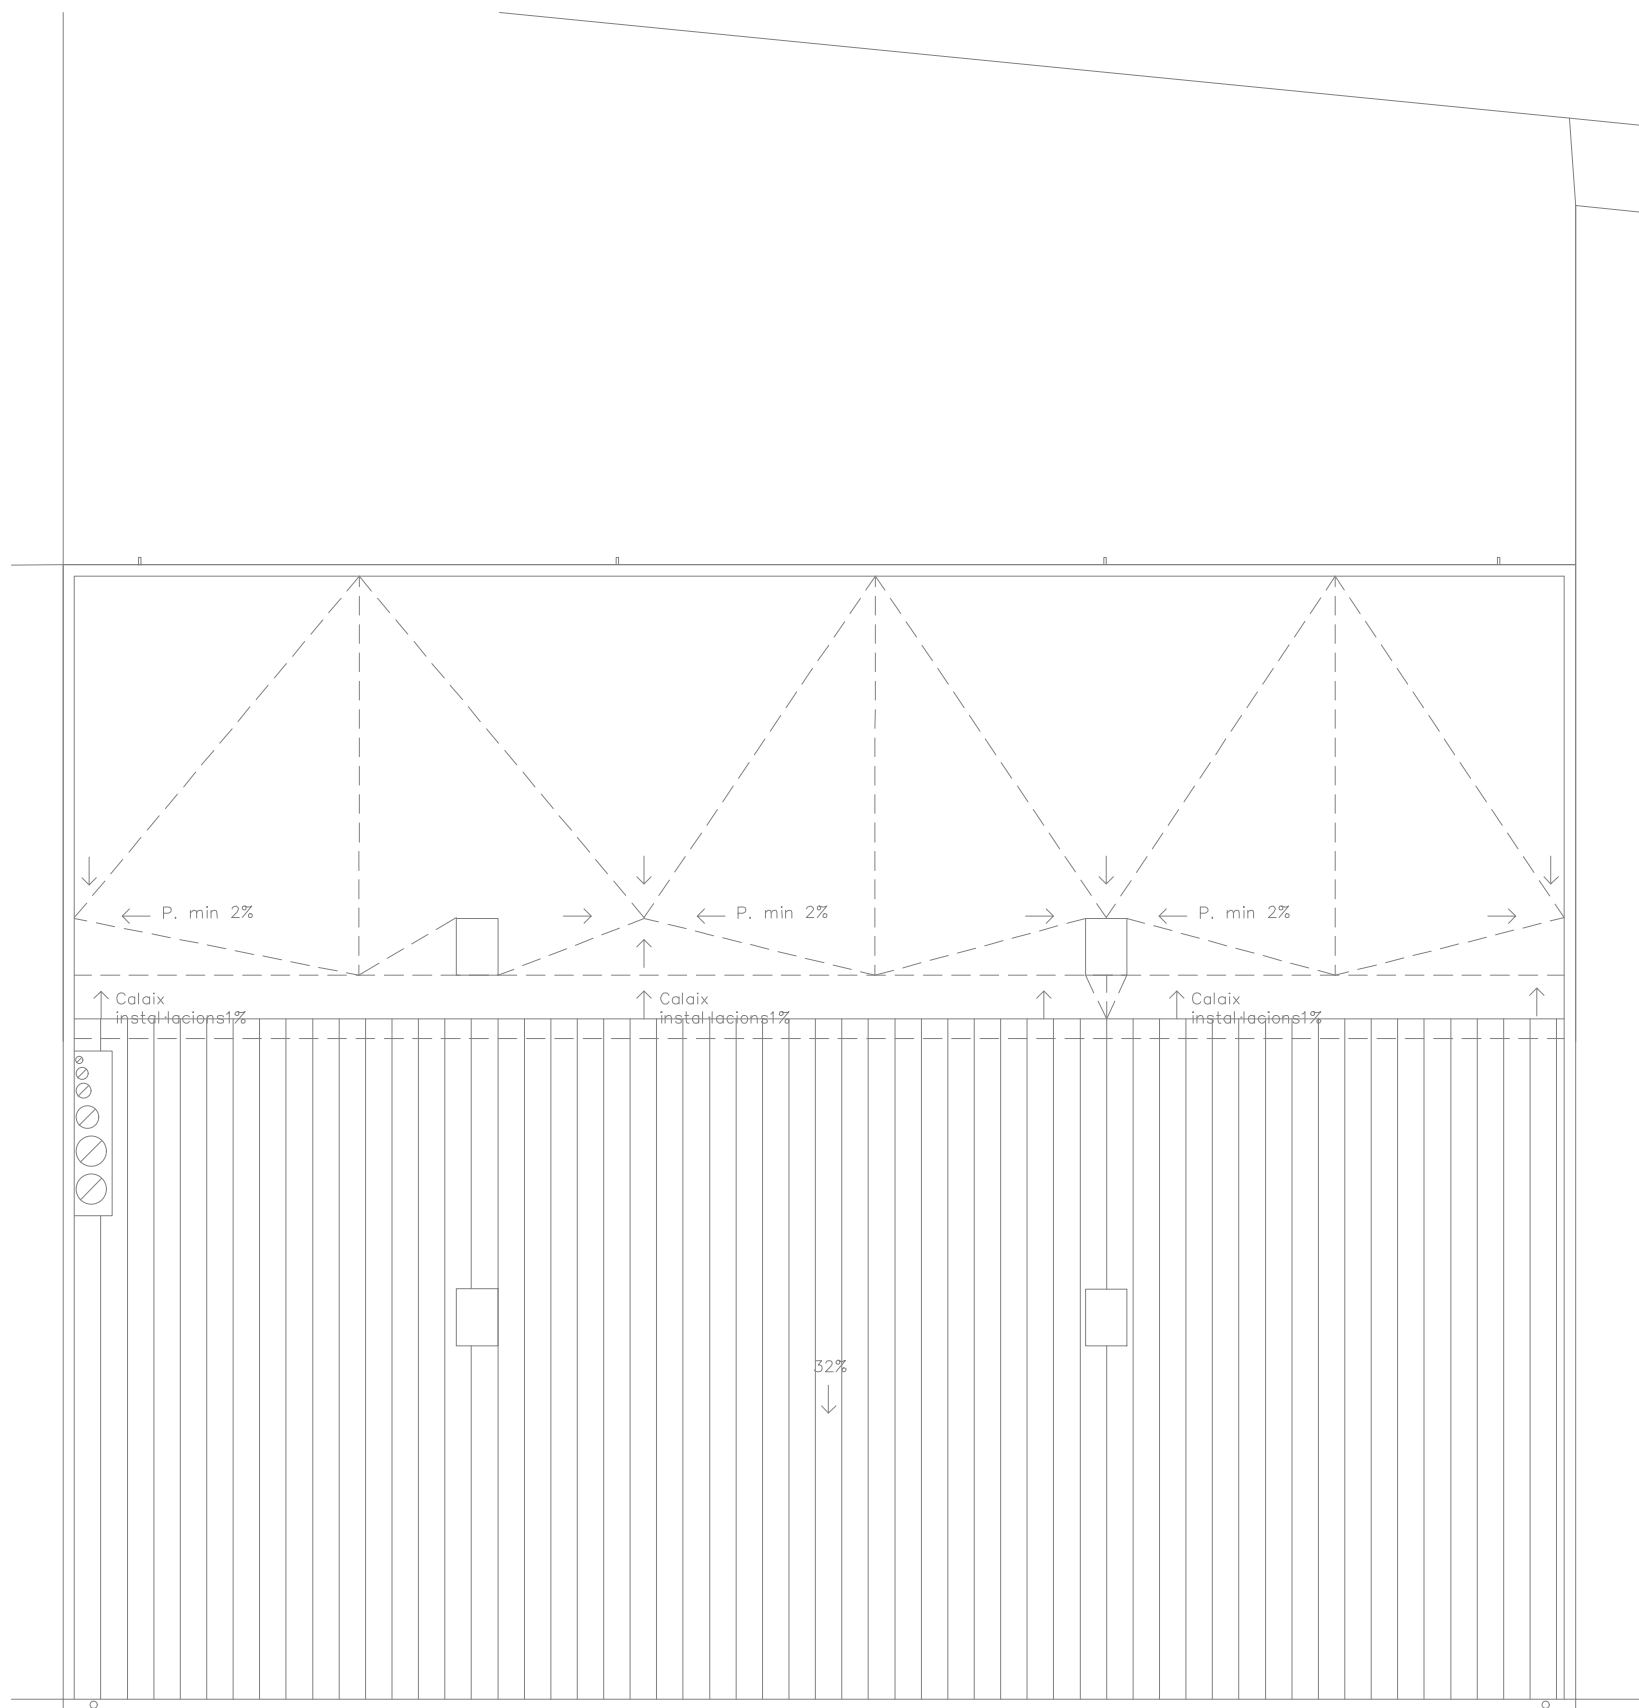 P. min 2%
P. min 2%
P. min 2%
Calaix
instal·lacions1%
Calaix
instal·lacions1%
Calaix
instal·lacions1%
32%